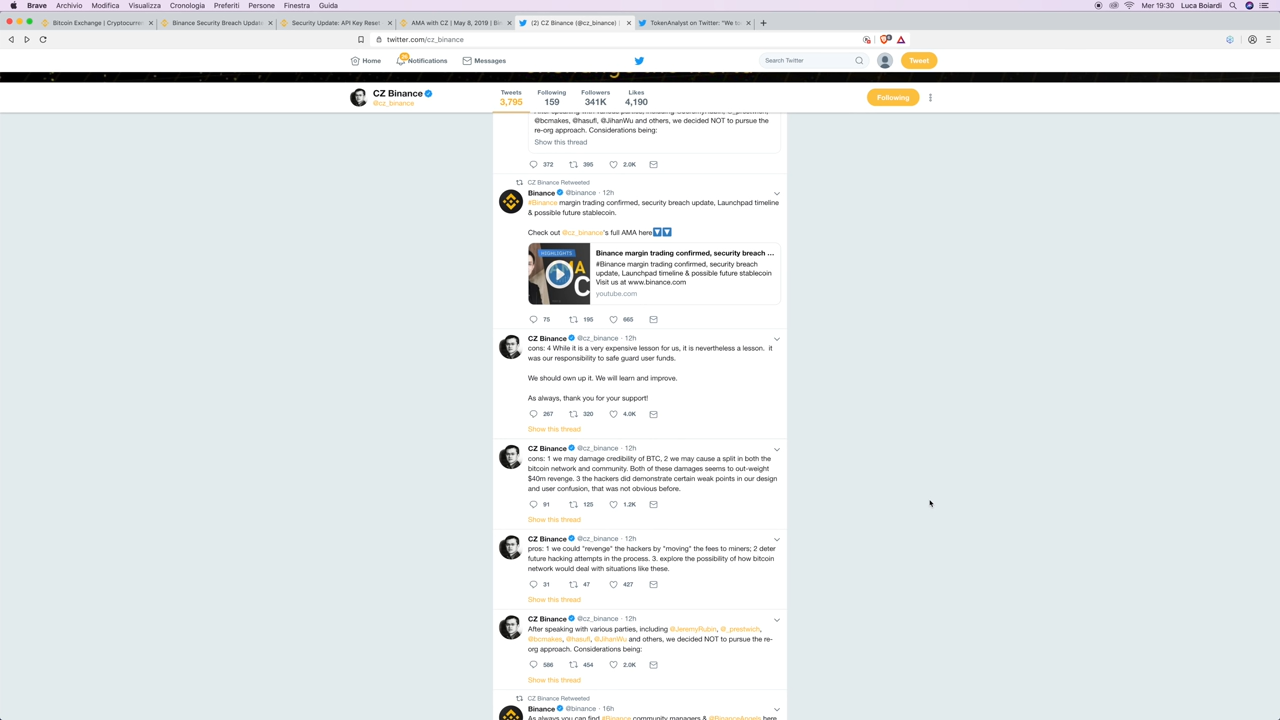 Brave Archivio Modifica Visualizza Cronologia Preferiti Persone Finestra Guida Mer 19:30 Luca Boiardi
Bitcoin Exchange | Cryptocurre Binance Security Breach Update Security Update: API Key Reset AMA with CZ | May 8, 2019 | Bi (2) CZ Binance (@cz_binance) | TokenAnalyst on Twitter: "We t
twitter.com/cz_binance
Home Notifications Messages Search Twitter Tweet
CZ Binance
@cz_binance
Tweets Following Followers Likes
3,795 159 341K 4,190
Following
@bcmakes, @hasufl, @JihanWu and others, we decided NOT to pursue the
re-org approach. Considerations being:
Show this thread
372 395 2.0K
CZ Binance Retweeted
Binance @binance · 12h
#Binance margin trading confirmed, security breach update, Launchpad timeline
& possible future stablecoin.
Check out @cz_binance's full AMA here
HIGHLIGHTS
Binance margin trading confirmed, security breach ...
#Binance margin trading confirmed, security breach
update, Launchpad timeline & possible future stablecoin
Visit us at www.binance.com
youtube.com
75 195 665
CZ Binance @cz_binance · 12h
cons: 4 While it is a very expensive lesson for us, it is nevertheless a lesson. it
was our responsibility to safe guard user funds.
We should own up it. We will learn and improve.
As always, thank you for your support!
267 320 4.0K
Show this thread
CZ Binance @cz_binance · 12h
cons: 1 we may damage credibility of BTC, 2 we may cause a split in both the
bitcoin network and community. Both of these damages seems to out-weight
$40m revenge. 3 the hackers did demonstrate certain weak points in our design
and user confusion, that was not obvious before.
91 125 1.2K
Show this thread
CZ Binance @cz_binance · 12h
pros: 1 we could "revenge" the hackers by "moving" the fees to miners; 2 deter
future hacking attempts in the process. 3. explore the possibility of how bitcoin
network would deal with situations like these.
31 47 427
Show this thread
CZ Binance @cz_binance · 12h
After speaking with various parties, including @JeremyRubin, @_prestwich,
@bcmakes, @hasufl, @JihanWu and others, we decided NOT to pursue the re-
org approach. Considerations being:
586 454 2.0K
Show this thread
CZ Binance Retweeted
Binance @binance · 16h
As always you can find #Binance community managers & @BinanceAngels here